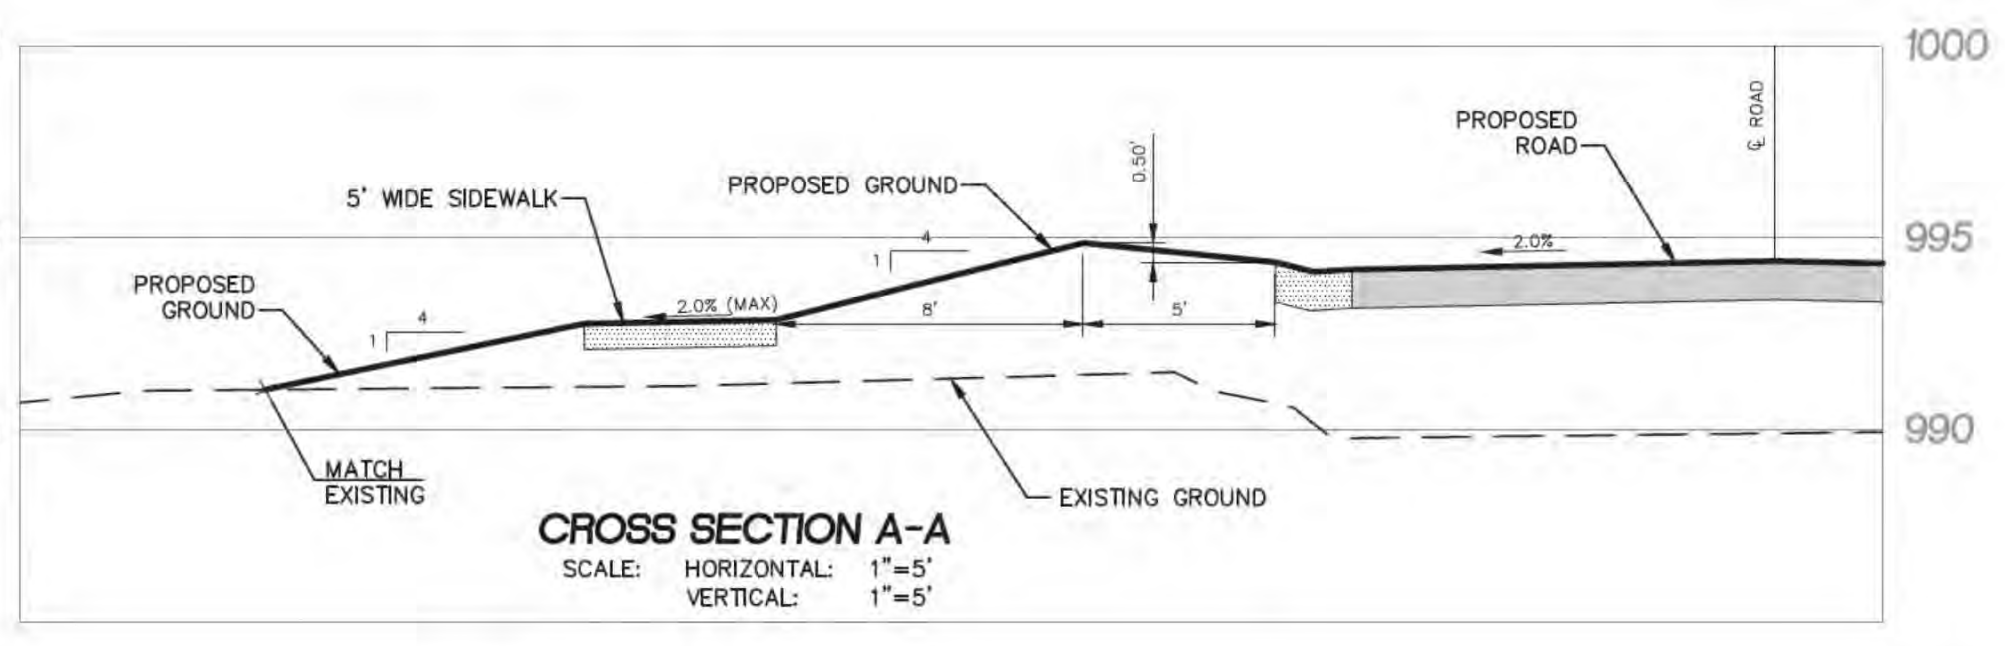 1000
℄ ROAD
PROPOSED
ROAD
0.50'
PROPOSED GROUND
5' WIDE SIDEWALK
995
4
1
2.0%
PROPOSED
GROUND
4
1
2.0% (MAX)
8'
5'
990
MATCH
EXISTING
EXISTING GROUND
CROSS SECTION A-A
SCALE: HORIZONTAL: 1"=5'
VERTICAL: 1"=5'